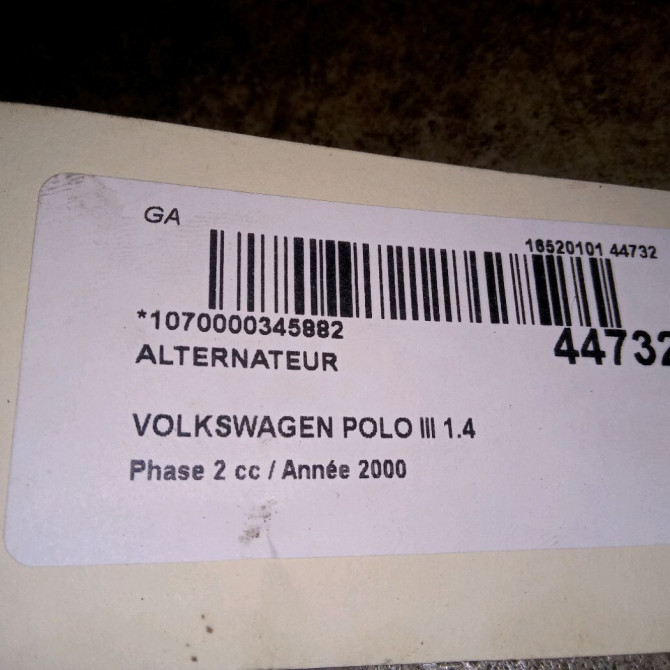 GA
16520101 44732
*1070000345882
44732
ALTERNATEUR
VOLKSWAGEN POLO III 1.4
Phase 2 cc / Année 2000